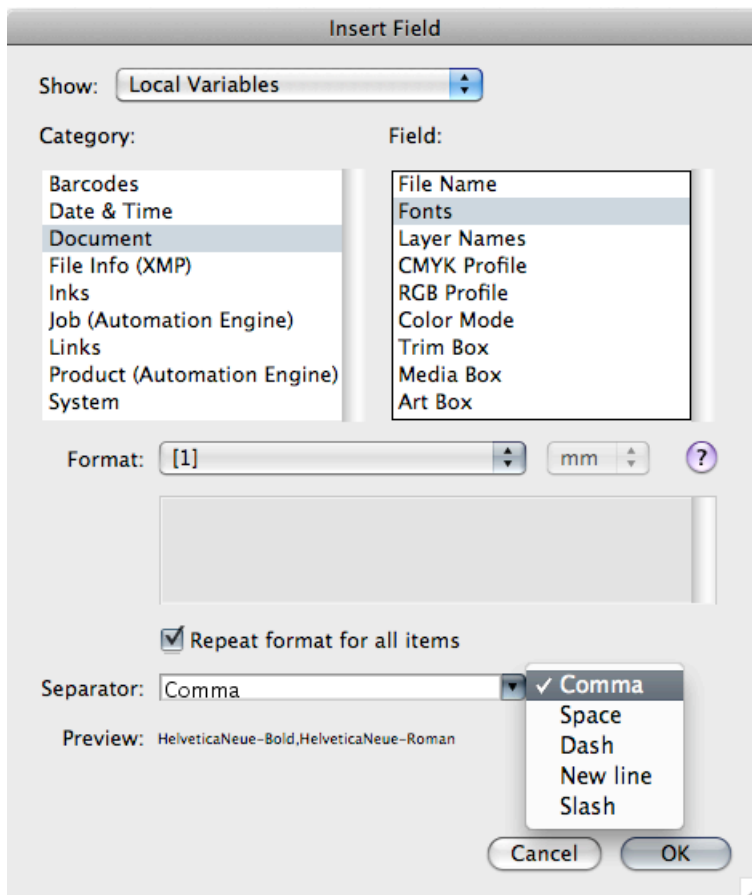 Insert Field
Show: Local Variables
Category: Field:
Barcodes
Date & Time
Document
File Info (XMP)
Inks
Job (Automation Engine)
Links
Product (Automation Engine)
System
File Name
Fonts
Layer Names
CMYK Profile
RGB Profile
Color Mode
Trim Box
Media Box
Art Box
Format: [1] mm ?
Repeat format for all items
Separator: Comma
✓ Comma
Space
Dash
New line
Slash
Preview: HelveticaNeue-Bold,HelveticaNeue-Roman
Cancel OK